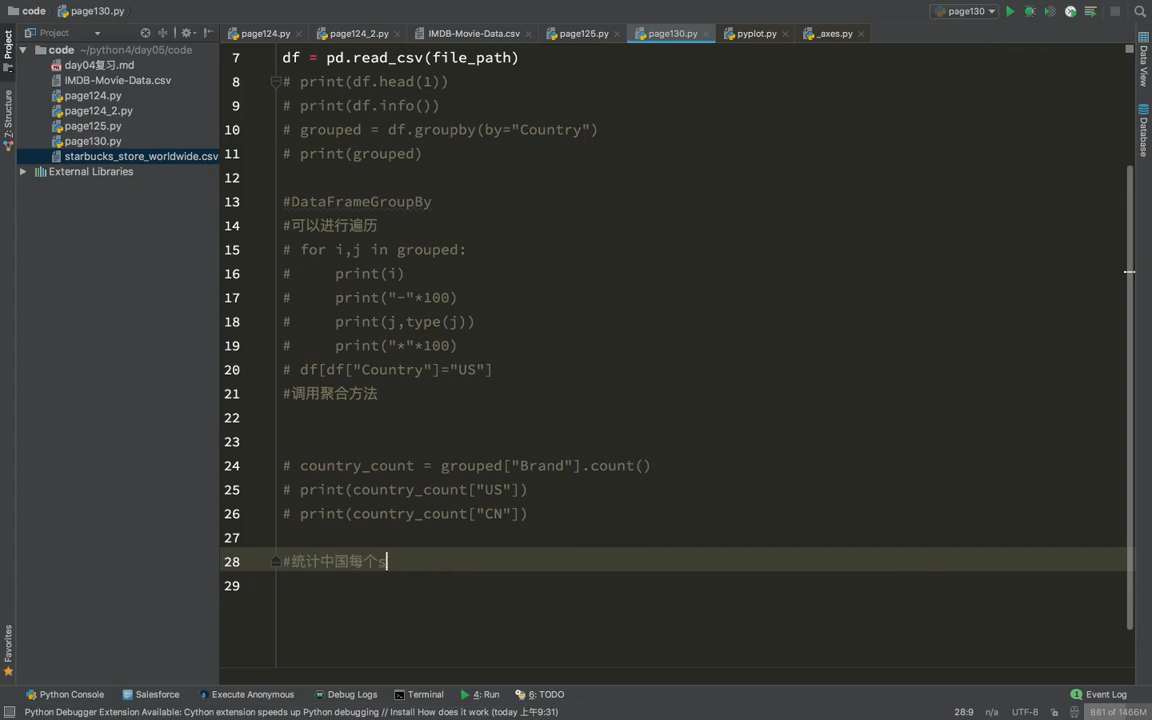 code page130.py
page130
Project
page124.py page124_2.py IMDB-Movie-Data.csv page125.py page130.py pyplot.py _axes.py
code ~/python4/day05/code
day04复习.md
IMDB-Movie-Data.csv
page124.py
page124_2.py
page125.py
page130.py
starbucks_store_worldwide.csv
External Libraries
Project
Z: Structure
Favorites
7 df = pd.read_csv(file_path)
8 # print(df.head(1))
9 # print(df.info())
10 # grouped = df.groupby(by="Country")
11 # print(grouped)
12
13 #DataFrameGroupBy
14 #可以进行遍历
15 # for i,j in grouped:
16 #     print(i)
17 #     print("-"*100)
18 #     print(j,type(j))
19 #     print("*"*100)
20 # df[df["Country"]="US"]
21 #调用聚合方法
22
23
24 # country_count = grouped["Brand"].count()
25 # print(country_count["US"])
26 # print(country_count["CN"])
27
28 #统计中国每个s
29
Data View
Database
Python Console Salesforce Execute Anonymous Debug Logs Terminal 4: Run 6: TODO Event Log
Python Debugger Extension Available: Cython extension speeds up Python debugging // Install How does it work (today 上午9:31) 28:9 n/a UTF-8 881 of 1466M